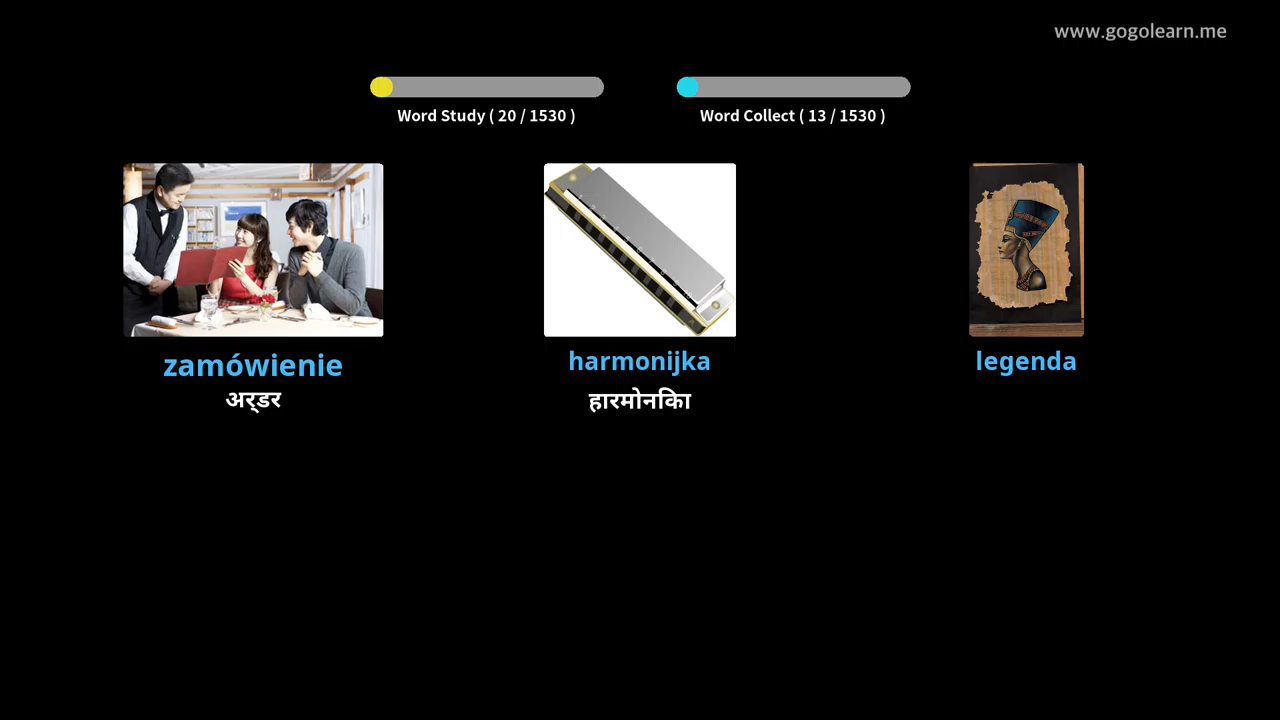 www.gogolearn.me
Word Study ( 20 / 1530 )
Word Collect ( 13 / 1530 )
zamówienie
harmonijka
legenda
अर्डर
हारमोनिका